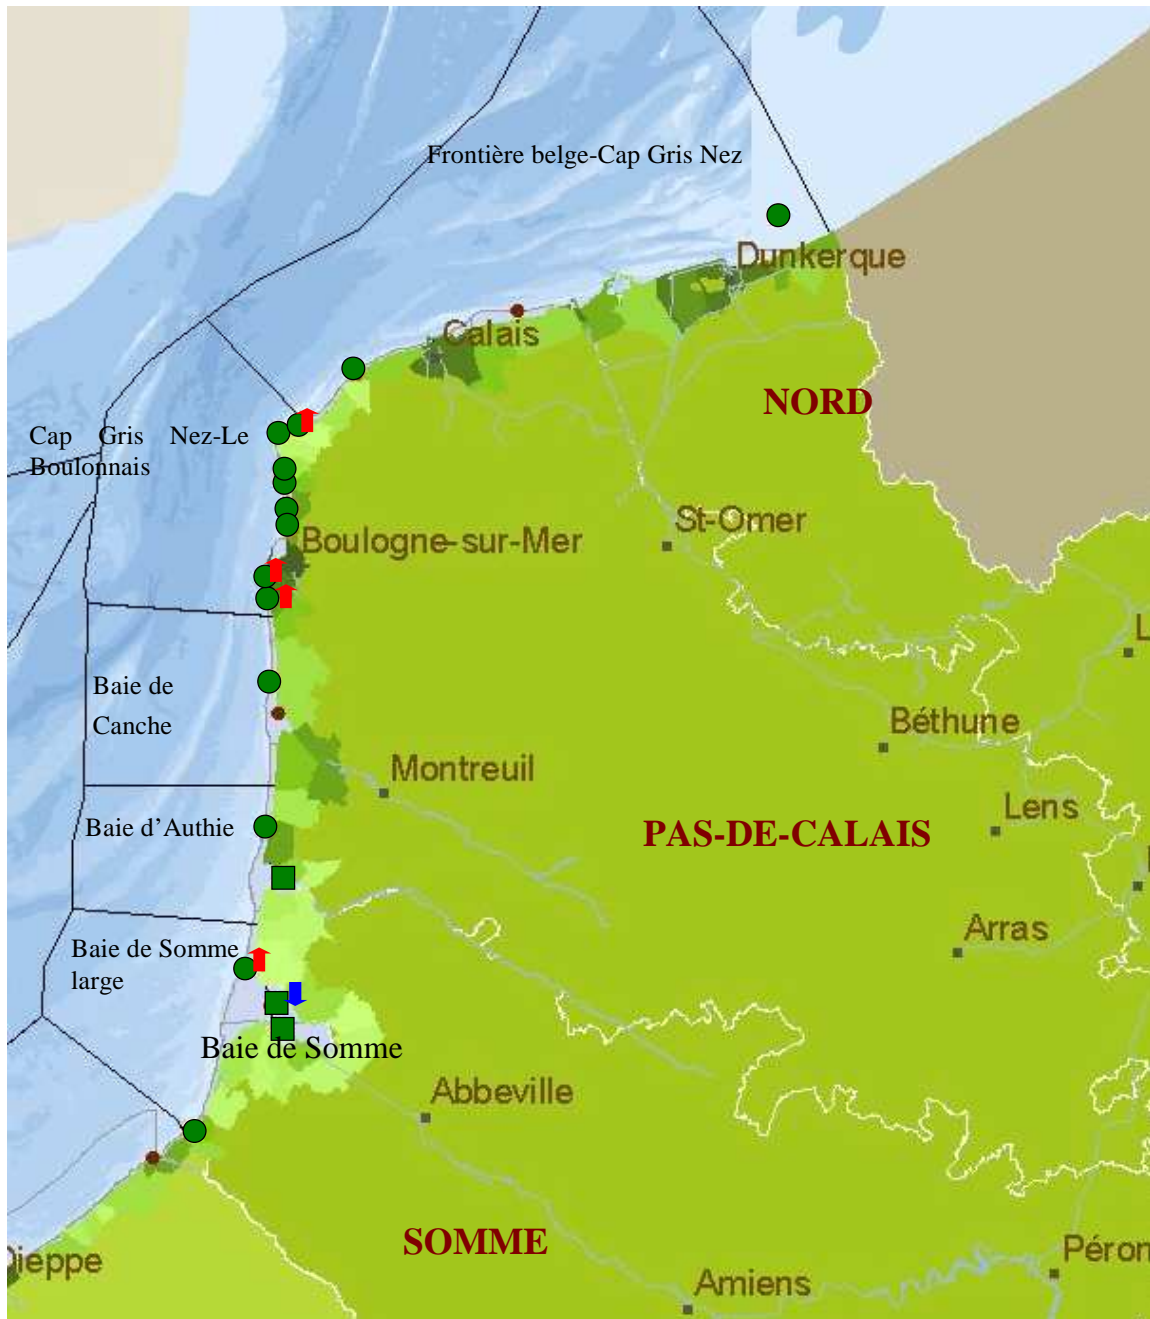 Frontière belge-Cap Gris Nez
Dunkerque
Calais
NORD
Cap Gris Nez-Le
Boulonnais
St-Omer
Boulogne-sur-Mer
L
Baie de
Canche
Béthune
Montreuil
Lens
Baie d'Authie
PAS-DE-CALAIS
Arras
Baie de Somme
large
Baie de Somme
Abbeville
SOMME
Péron
Dieppe
Amiens